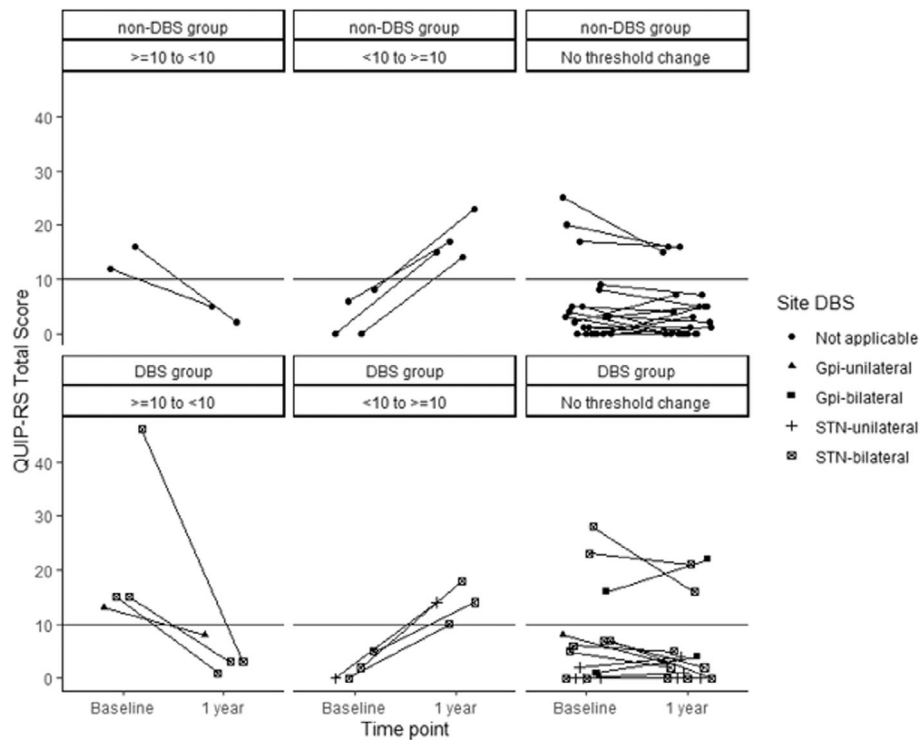 non-DBS group
non-DBS group
non-DBS group
>=10 to <10
<10 to >=10
No threshold change
40
30
20
10
0
DBS group
DBS group
DBS group
>=10 to <10
<10 to >=10
No threshold change
40
30
20
10
0
QUIP-RS Total Score
Baseline
1 year
Baseline
1 year
Baseline
1 year
Time point
Site DBS
Not applicable
Gpi-unilateral
Gpi-bilateral
STN-unilateral
STN-bilateral